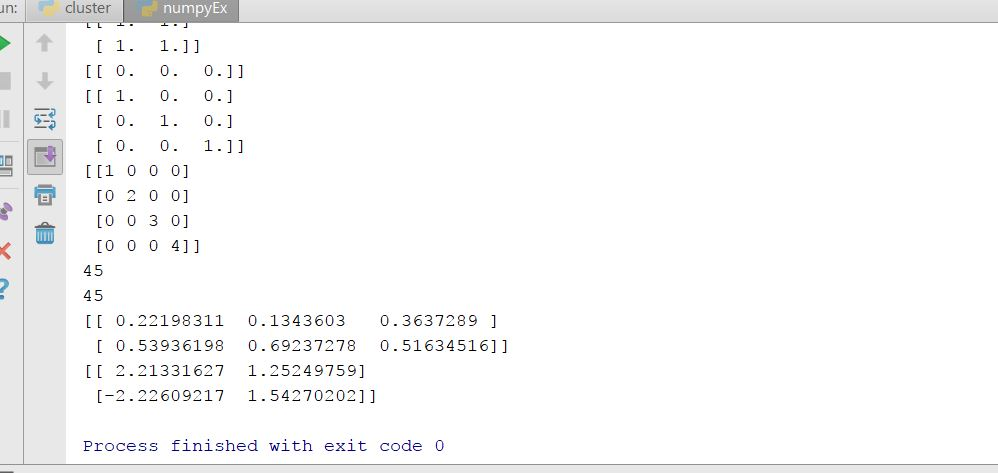 un: cluster numpyEx
[[ 1. 1.]
[ 1. 1.]]
[[ 0. 0. 0.]]
[[ 1. 0. 0.]
[ 0. 1. 0.]
[ 0. 0. 1.]]
[[1 0 0 0]
[0 2 0 0]
[0 0 3 0]
[0 0 0 4]]
45
45
[[ 0.22198311 0.1343603 0.3637289 ]
[ 0.53936198 0.69237278 0.51634516]]
[[ 2.21331627 1.25249759]
[-2.22609217 1.54270202]]
Process finished with exit code 0